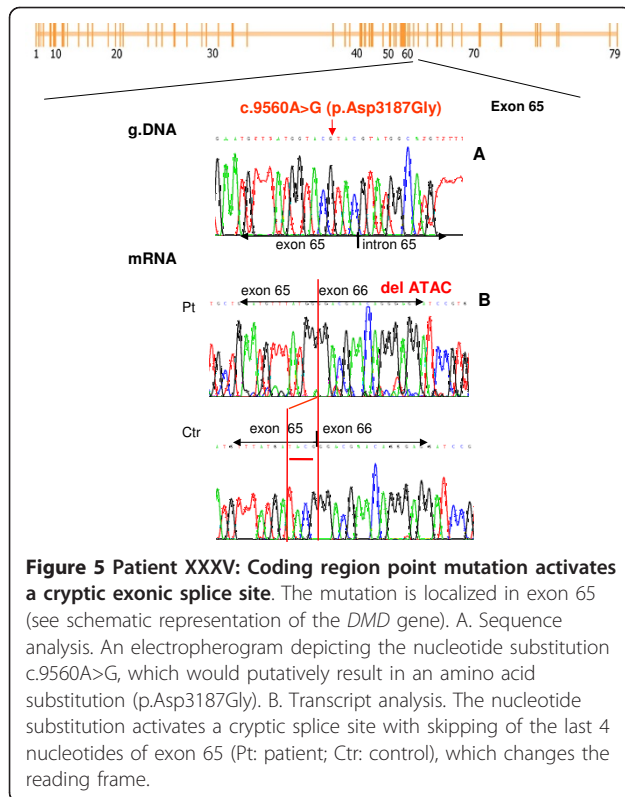 1 10 20 30 40 50 60 70 79
c.9560A>G (p.Asp3187Gly)
Exon 65
g.DNA
A
exon 65 intron 65
mRNA
exon 65 exon 66 del ATAC
B
Pt
exon 65 exon 66
Ctr
Figure 5 Patient XXXV: Coding region point mutation activates
a cryptic exonic splice site. The mutation is localized in exon 65
(see schematic representation of the DMD gene). A. Sequence
analysis. An electropherogram depicting the nucleotide substitution
c.9560A>G, which would putatively result in an amino acid
substitution (p.Asp3187Gly). B. Transcript analysis. The nucleotide
substitution activates a cryptic splice site with skipping of the last 4
nucleotides of exon 65 (Pt: patient; Ctr: control), which changes the
reading frame.